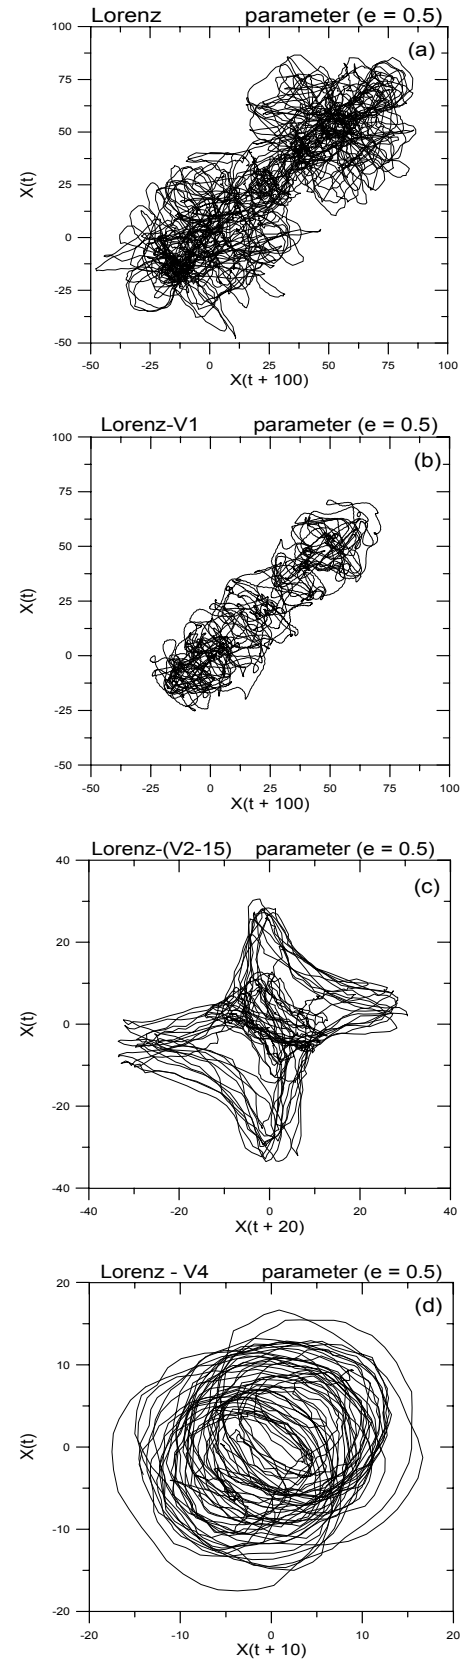 Lorenz parameter (e = 0.5)
(a)
100
75
50
25
0
-25
-50
X(t)
-50 -25 0 25 50 75 100
X(t + 100)
Lorenz-V1 parameter (e = 0.5)
(b)
100
75
50
25
0
-25
-50
X(t)
-50 -25 0 25 50 75 100
X(t + 100)
Lorenz-(V2-15) parameter (e = 0.5)
(c)
40
20
0
-20
-40
X(t)
-40 -20 0 20 40
X(t + 20)
Lorenz - V4 parameter (e = 0.5)
(d)
20
10
0
-10
-20
X(t)
-20 -10 0 10 20
X(t + 10)